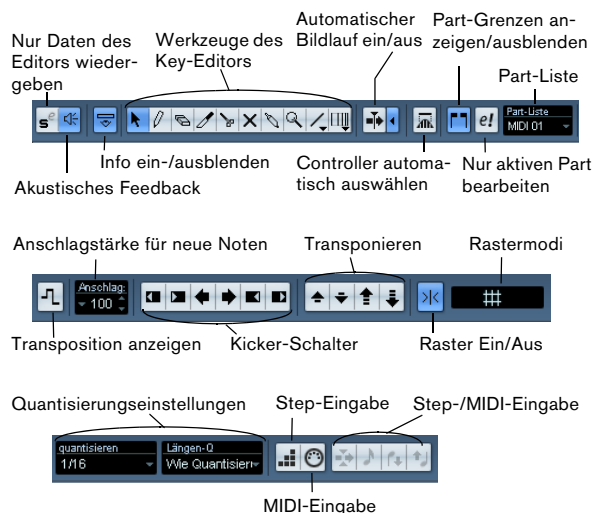 Nur Daten des
Editors wieder-
geben
Werkzeuge des
Key-Editors
Automatischer
Bildlauf ein/aus
Part-Grenzen an-
zeigen/ausblenden
Part-Liste
Part-Liste
MIDI 01
s e
e!
Info ein-/ausblenden
Akustisches Feedback
Controller automa-
tisch auswählen
Nur aktiven Part
bearbeiten
Anschlagstärke für neue Noten
Transponieren
Rastermodi
Anschlag:
100
Transposition anzeigen
Kicker-Schalter
Raster Ein/Aus
Quantisierungseinstellungen
Step-Eingabe
Step-/MIDI-Eingabe
quantisieren
1/16
Längen-Q
Wie Quantisieri
MIDI-Eingabe